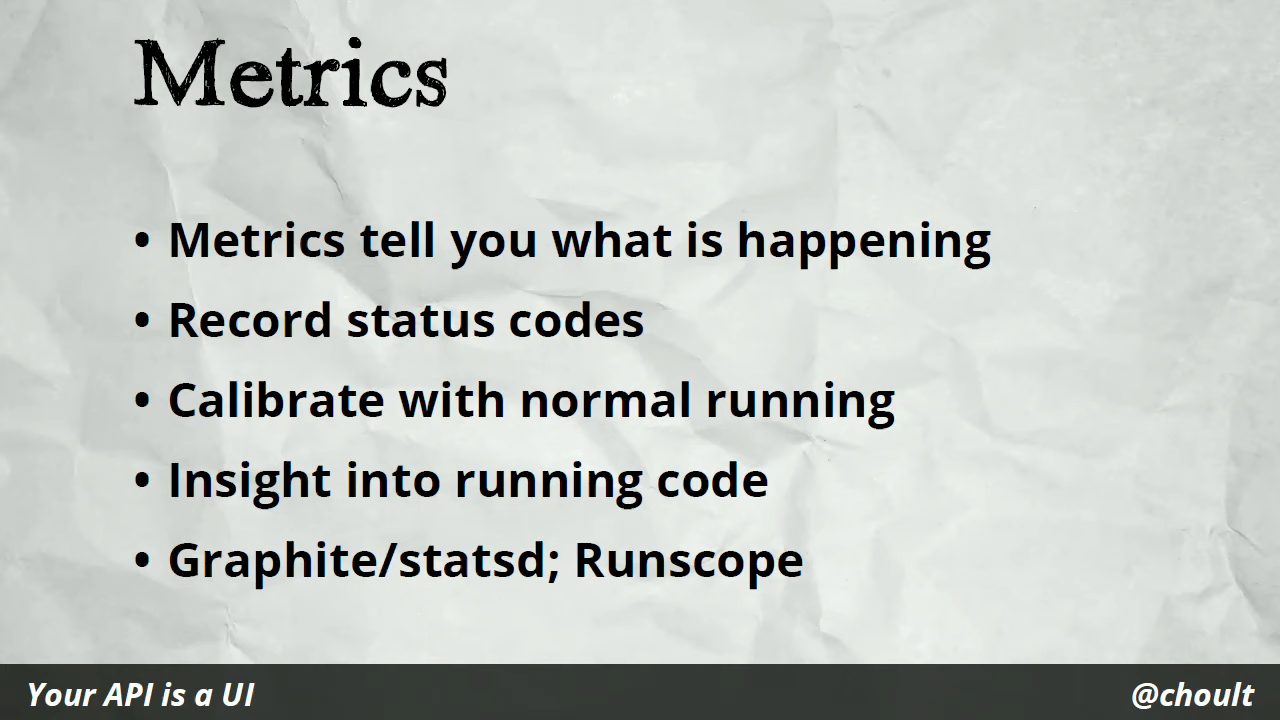 Metrics
• Metrics tell you what is happening
• Record status codes
• Calibrate with normal running
• Insight into running code
• Graphite/statsd; Runscope
Your API is a UI
@choult